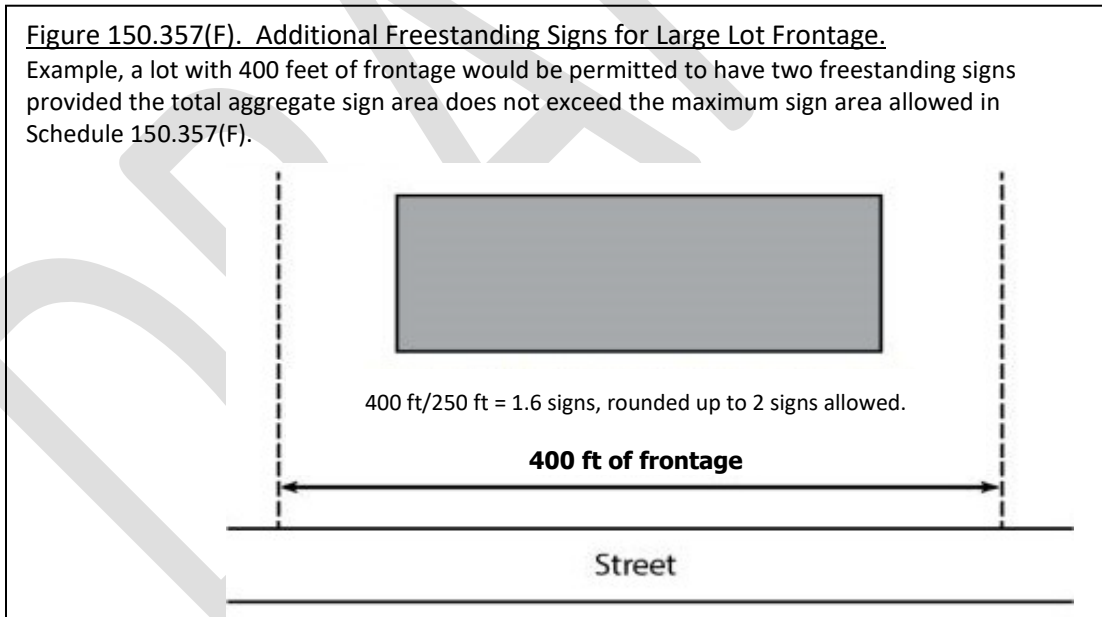 Figure 150.357(F). Additional Freestanding Signs for Large Lot Frontage.
Example, a lot with 400 feet of frontage would be permitted to have two freestanding signs
provided the total aggregate sign area does not exceed the maximum sign area allowed in
Schedule 150.357(F).
400 ft/250 ft = 1.6 signs, rounded up to 2 signs allowed.
400 ft of frontage
Street